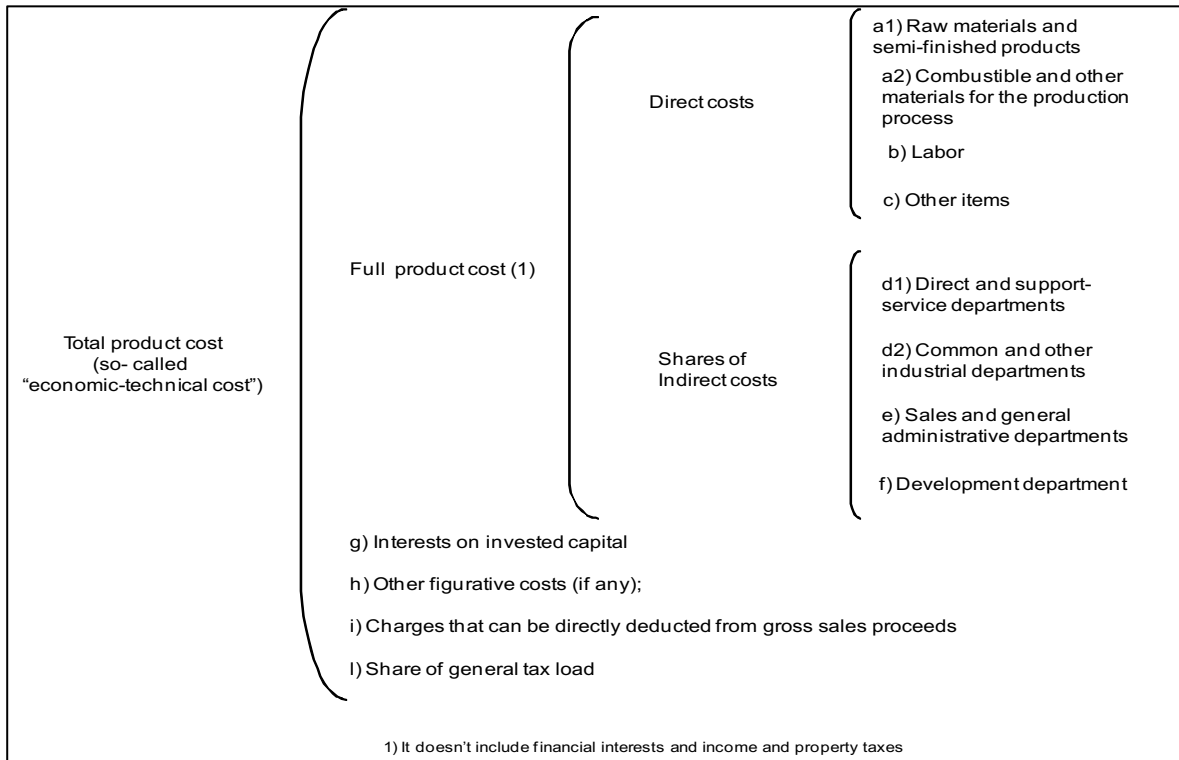 Total product cost
(so- called
“economic-technical cost”)
Full product cost (1)
Direct costs
a1) Raw materials and
semi-finished products
a2) Combustible and other
materials for the production
process
b) Labor
c) Other items
Shares of
Indirect costs
d1) Direct and support-
service departments
d2) Common and other
industrial departments
e) Sales and general
administrative departments
f) Development department
g) Interests on invested capital
h) Other figurative costs (if any);
i) Charges that can be directly deducted from gross sales proceeds
l) Share of general tax load
1) It doesn’t include financial interests and income and property taxes